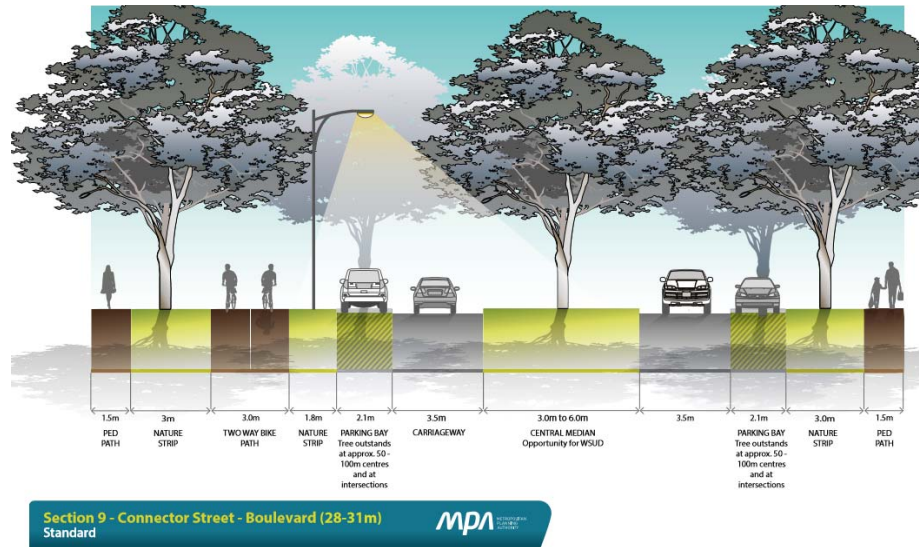 1.5m
PED
PATH
3m
NATURE
STRIP
3.0m
TWO WAY BIKE
PATH
1.8m
NATURE
STRIP
2.1m
PARKING BAY
Tree outstands
at approx. 50 -
100m centres
and at
intersections
3.5m
CARRIAGEWAY
3.0m to 6.0m
CENTRAL MEDIAN
Opportunity for WSUD
3.5m
2.1m
PARKING BAY
Tree outstands
at approx. 50 -
100m centres
and at
intersections
3.0m
NATURE
STRIP
1.5m
PED
PATH
Section 9 - Connector Street - Boulevard (28-31m)
Standard
MPA
METROPOLITAN
PLANNING
AUTHORITY